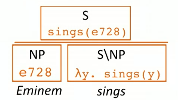 S
sings(e728)
NP S\NP
e728 λy. sings(y)
Eminem sings